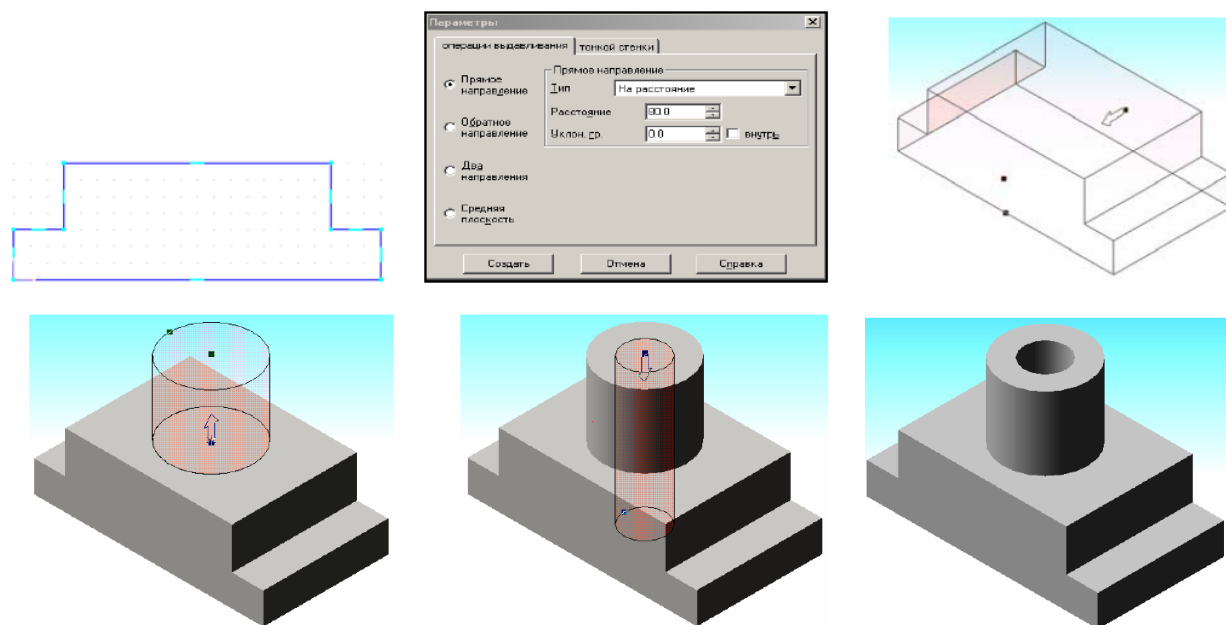 Параметры
операции выдавливания
тонкой стенки
Прямое
направление
Обратное
направление
Два
направления
Средняя
плоскость
Прямое направление
Тип
На расстояние
Расстояние
90.0
Уклон. гр.
0.0
внутрь
Создать
Отмена
Справка